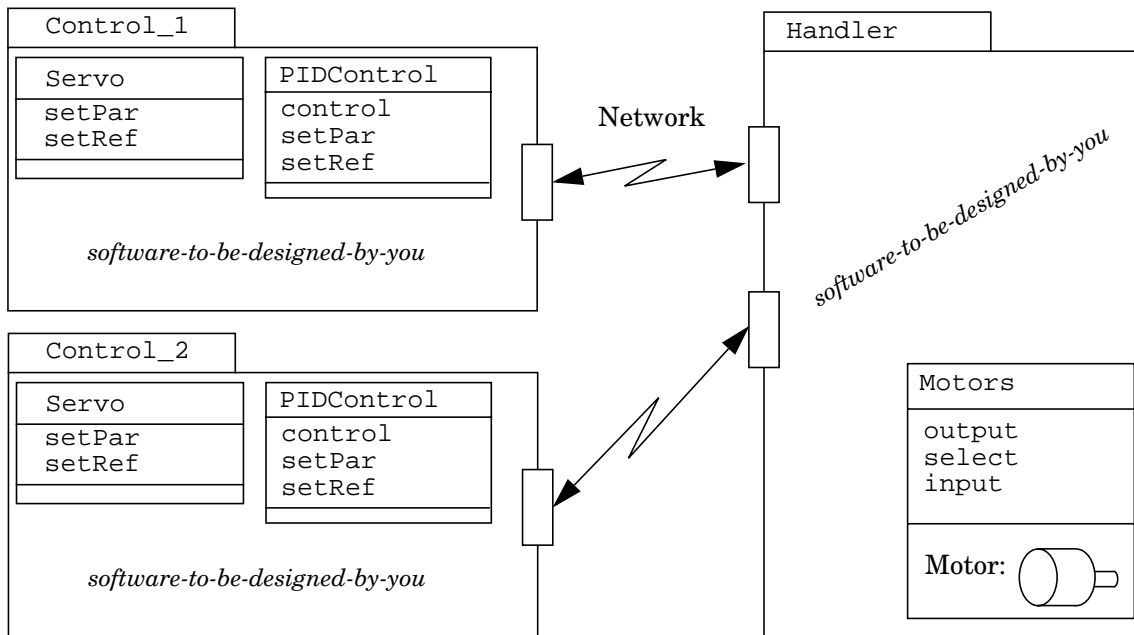 Control_1
Servo
setPar
setRef
PIDControl
control
setPar
setRef
software-to-be-designed-by-you
Network
Handler
software-to-be-designed-by-you
Control_2
Servo
setPar
setRef
PIDControl
control
setPar
setRef
software-to-be-designed-by-you
Motors
output
select
input
Motor: